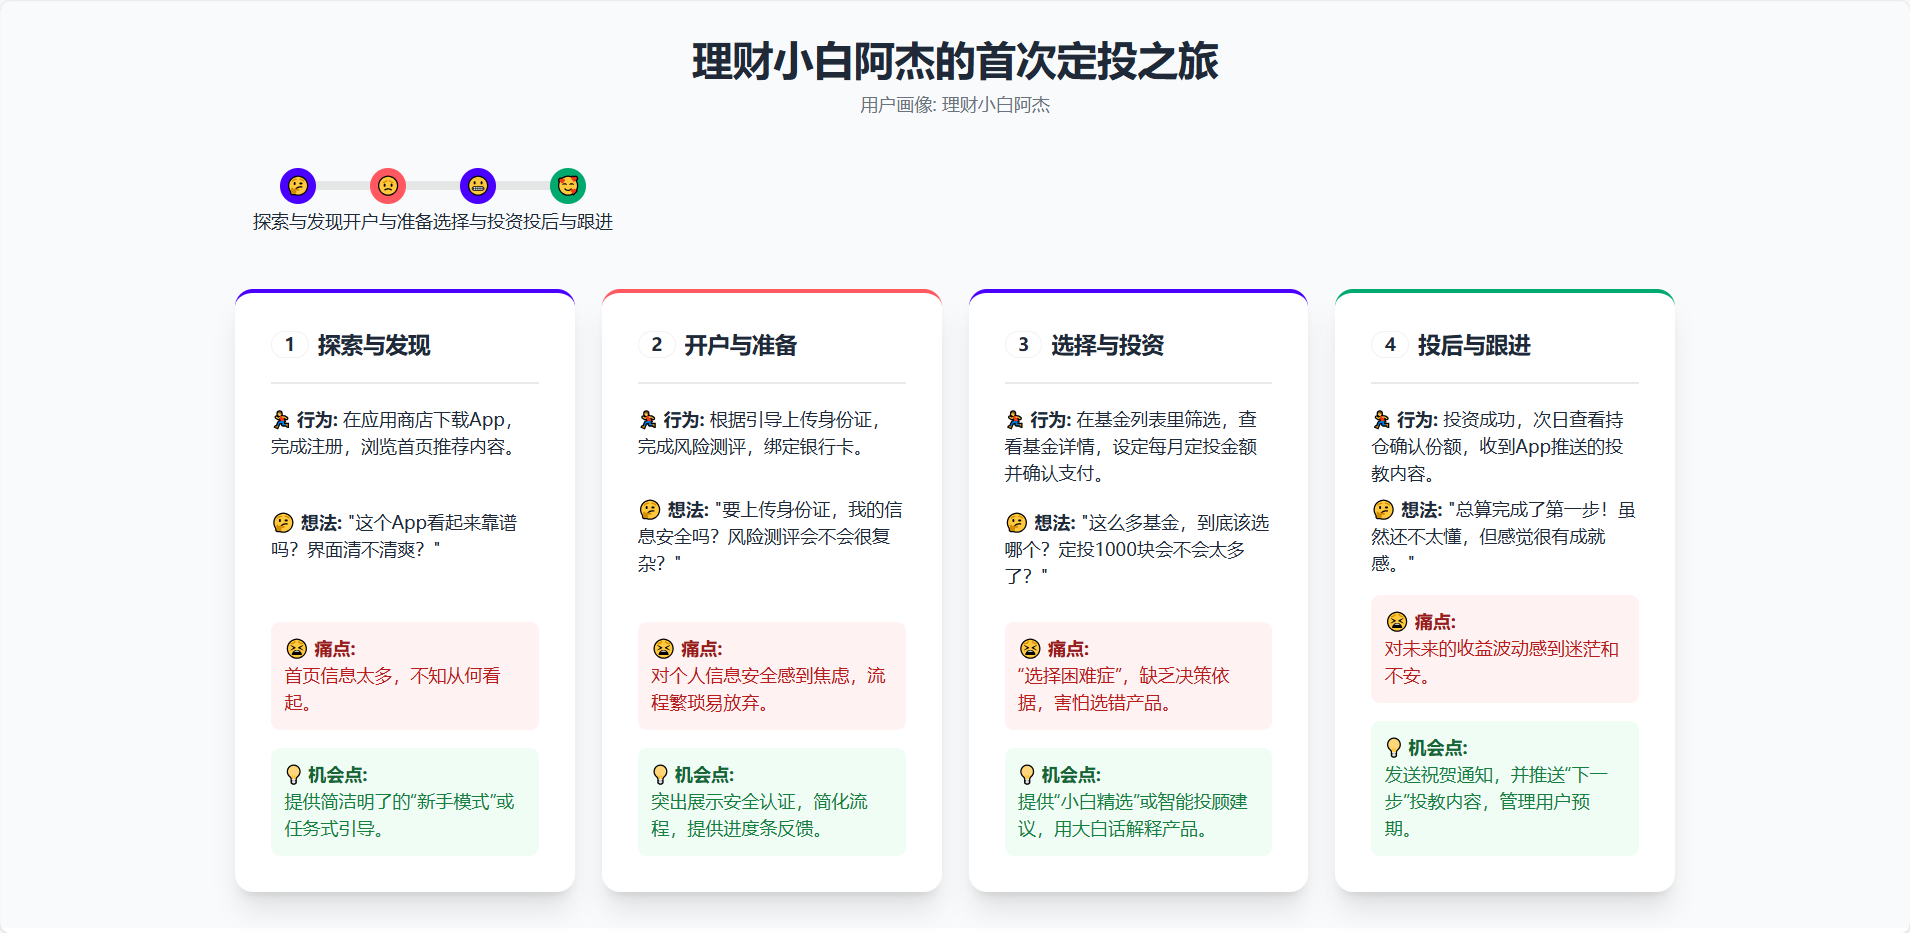 理财小白阿杰的首次定投之旅
用户画像: 理财小白阿杰
探索与发现开户与准备选择与投资投后与跟进
1 探索与发现
行为: 在应用商店下载App，
完成注册，浏览首页推荐内容。
想法: "这个App看起来靠谱
吗？界面清不清爽？"
痛点:
首页信息太多，不知从何看
起。
机会点:
提供简洁明了的“新手模式”或
任务式引导。
2 开户与准备
行为: 根据引导上传身份证，
完成风险测评，绑定银行卡。
想法: "要上传身份证，我的信
息安全吗？风险测评会不会很复
杂？"
痛点:
对个人信息安全感到焦虑，流
程繁琐易放弃。
机会点:
突出展示安全认证，简化流
程，提供进度条反馈。
3 选择与投资
行为: 在基金列表里筛选，查
看基金详情，设定每月定投金额
并确认支付。
想法: "这么多基金，到底该选
哪个？定投1000块会不会太多
了？"
痛点:
“选择困难症”，缺乏决策依
据，害怕选错产品。
机会点:
提供“小白精选”或智能投顾建
议，用大白话解释产品。
4 投后与跟进
行为: 投资成功，次日查看持
仓确认份额，收到App推送的投
教内容。
想法: "总算完成了第一步！虽
然还不太懂，但感觉很有成就
感。"
痛点:
对未来的收益波动感到迷茫和
不安。
机会点:
发送祝贺通知，并推送“下一
步”投教内容，管理用户预
期。